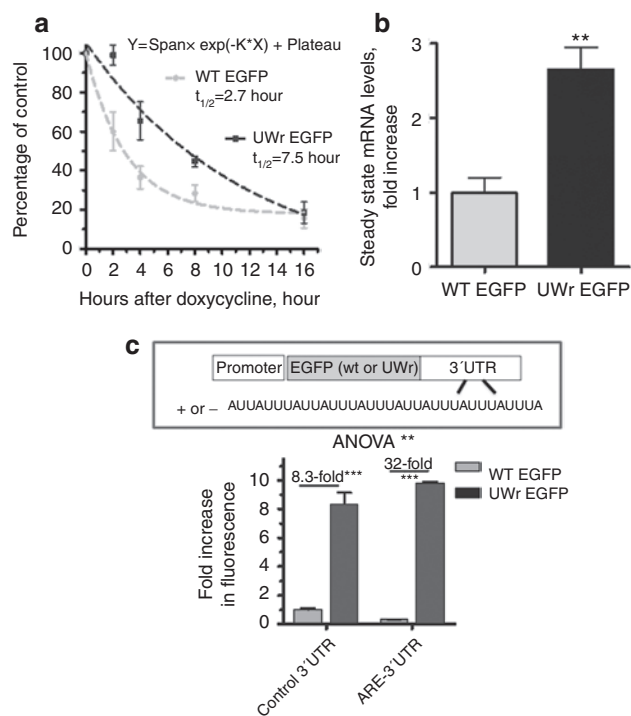 a
Y=Span× exp(-K*X) + Plateau
WT EGFP
t1/2=2.7 hour
UWr EGFP
t1/2=7.5 hour
Percentage of control
100
80
60
40
20
0
0 2 4 6 8 10 12 14 16
Hours after doxycycline, hour
b
**
Steady state mRNA levels,
fold increase
3
2
1
0
WT EGFP
UWr EGFP
c
Promoter
EGFP (wt or UWr)
3´UTR
+ or – AUUAUUUAUUAUUUAUUUAUUAUUUAUUUAUUUA
ANOVA **
8.3-fold***
32-fold
***
WT EGFP
UWr EGFP
Fold increase
in fluorescence
10
8
6
4
2
0
Control 3´UTR
ARE-3´UTR